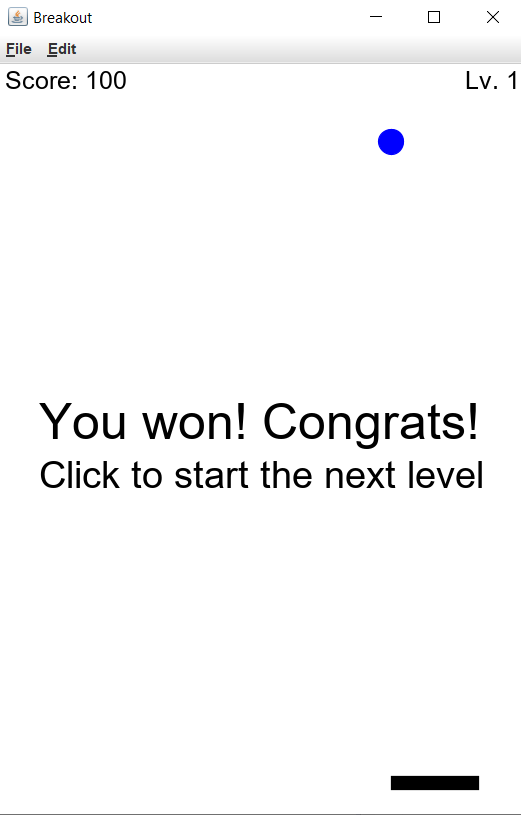 Breakout
File Edit
Score: 100 Lv. 1
You won! Congrats!
Click to start the next level